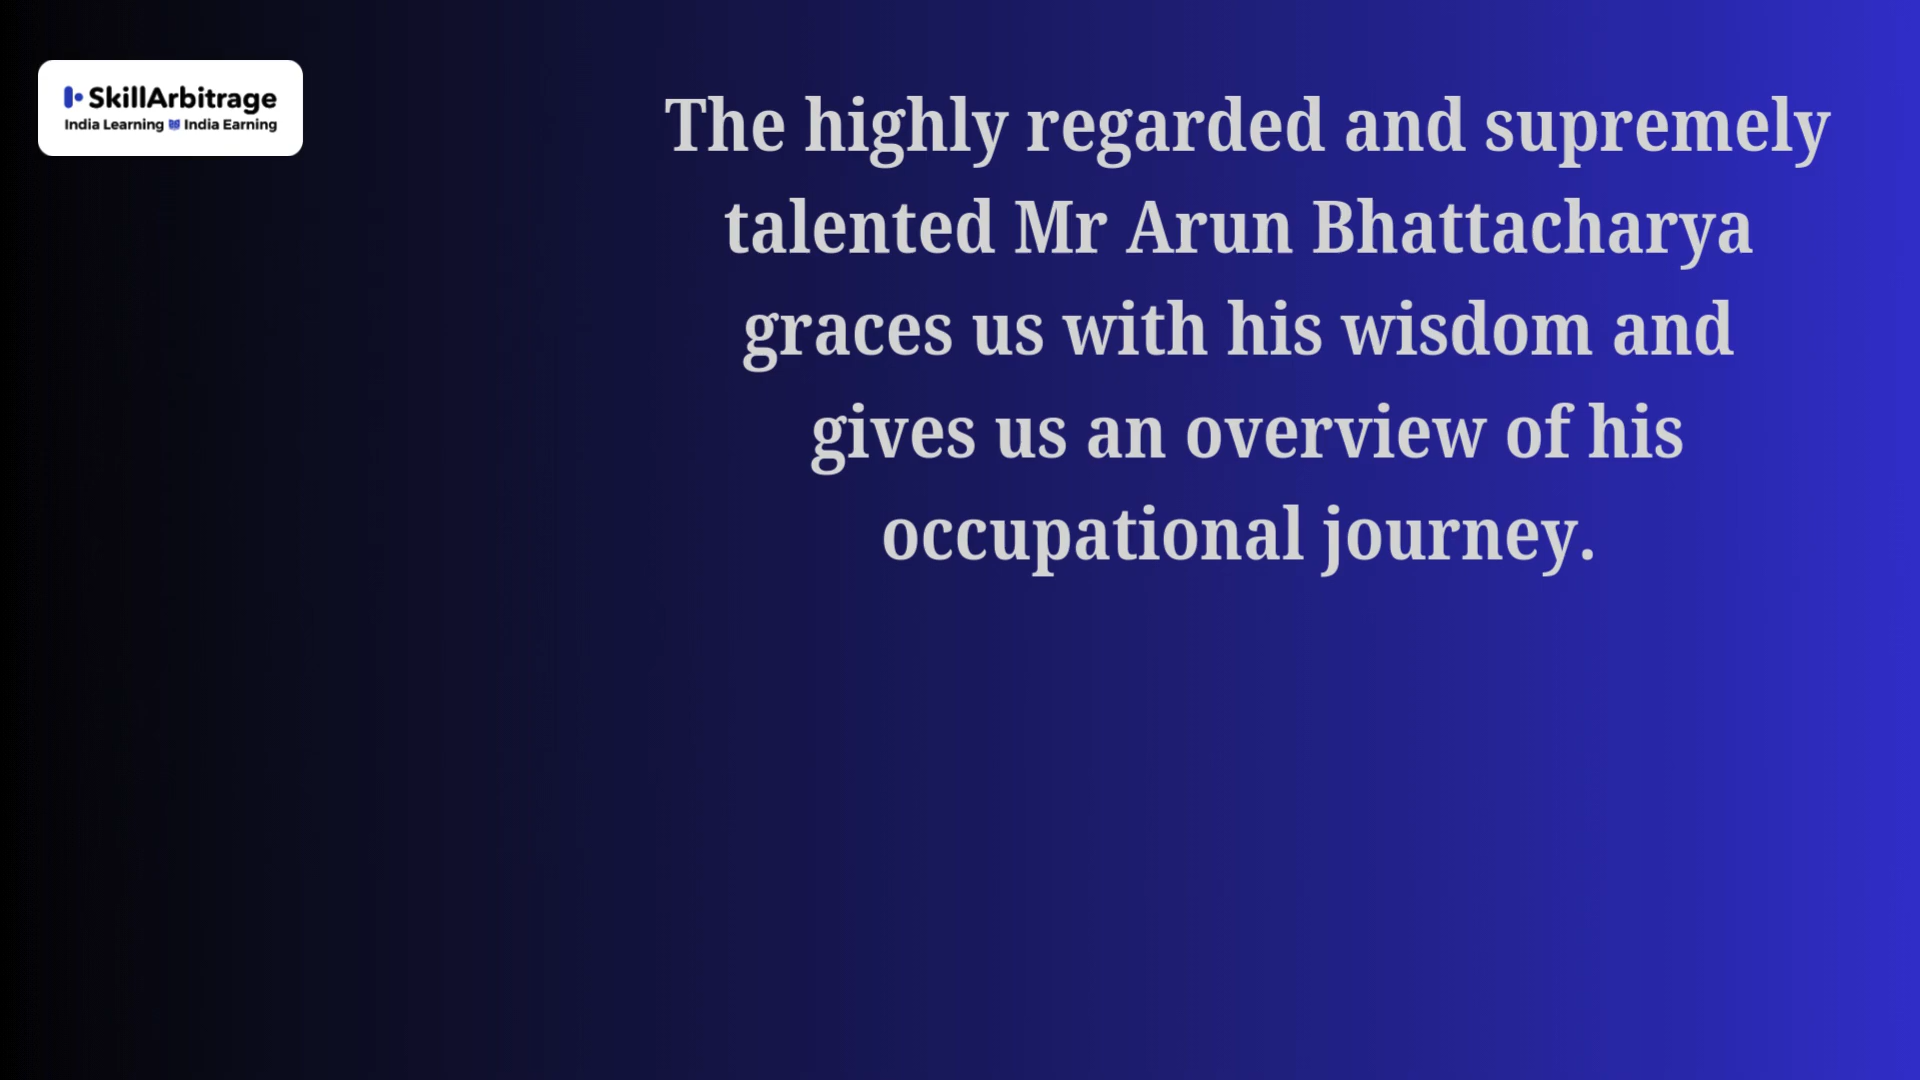 SkillArbitrage
India Learning India Earning
The highly regarded and supremely
talented Mr Arun Bhattacharya
graces us with his wisdom and
gives us an overview of his
occupational journey.